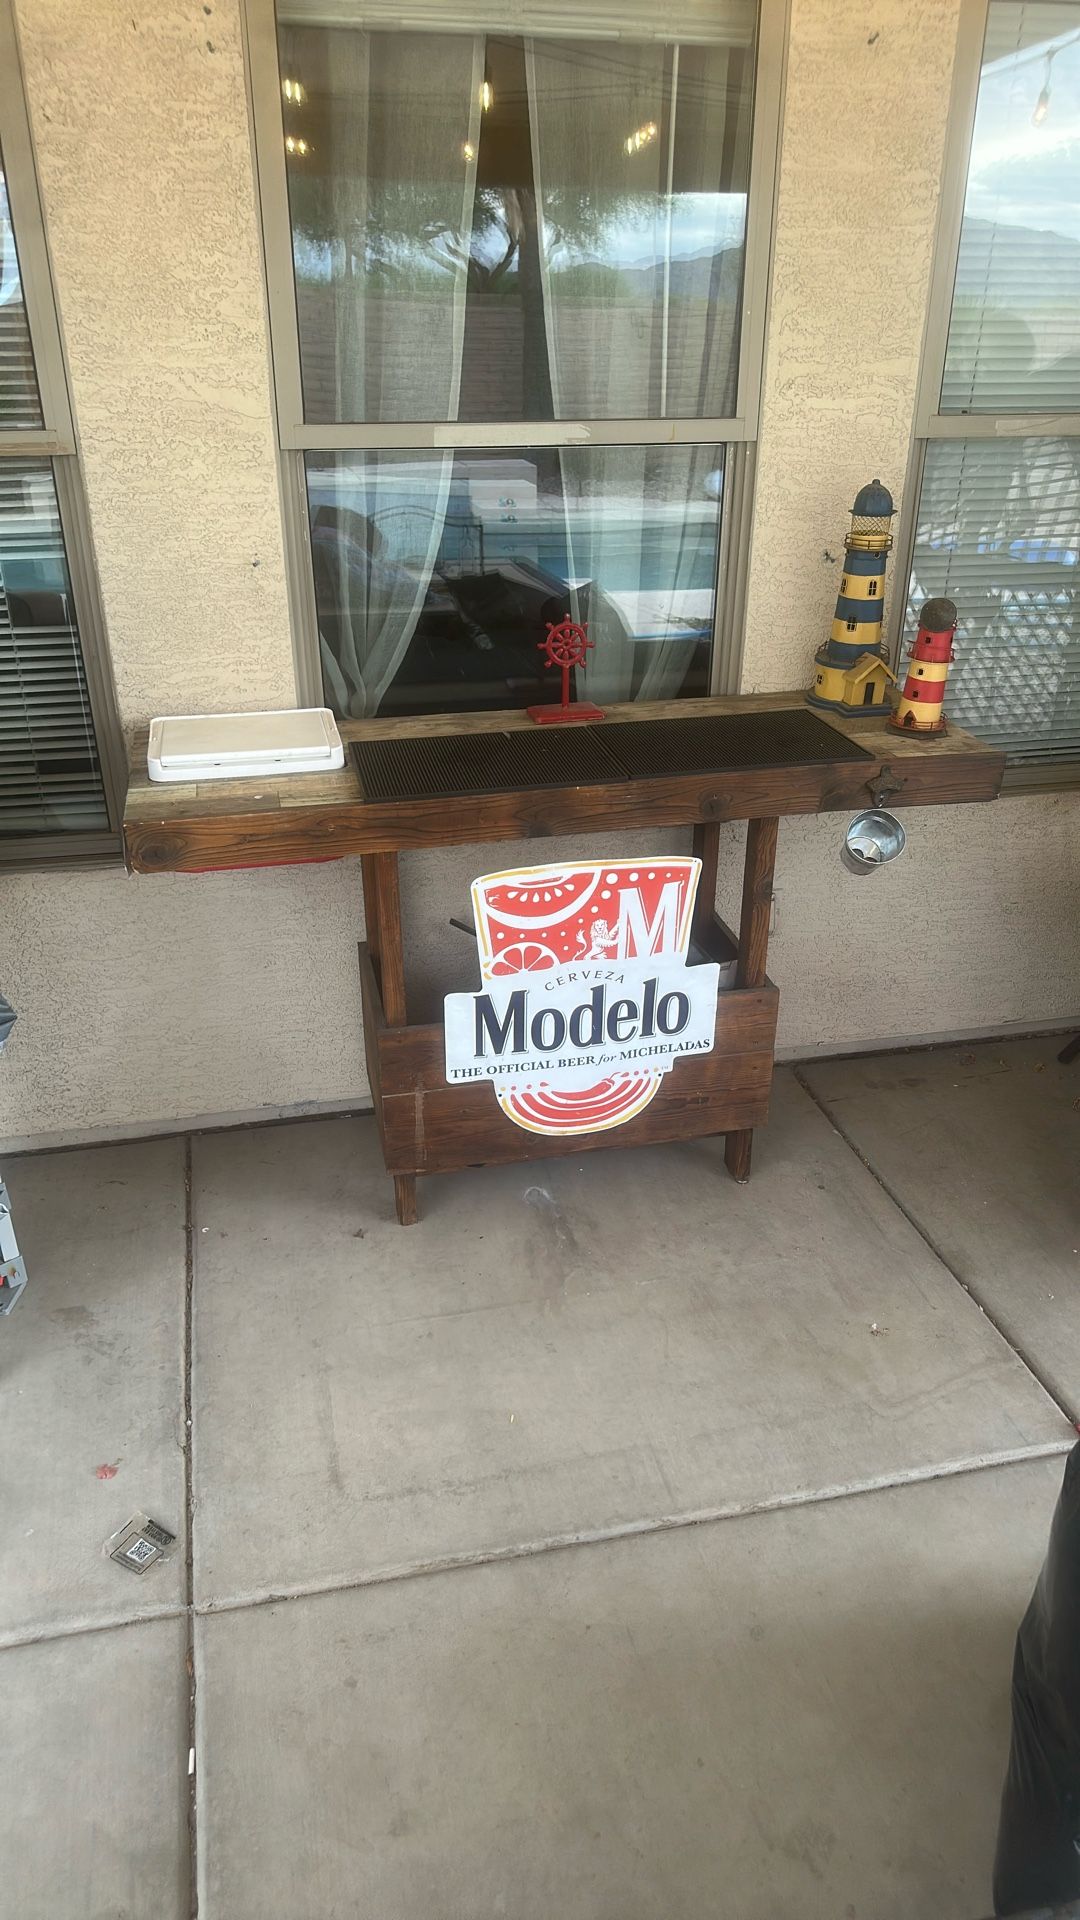 M
CERVEZA
Modelo
THE OFFICIAL BEER for MICHELADAS